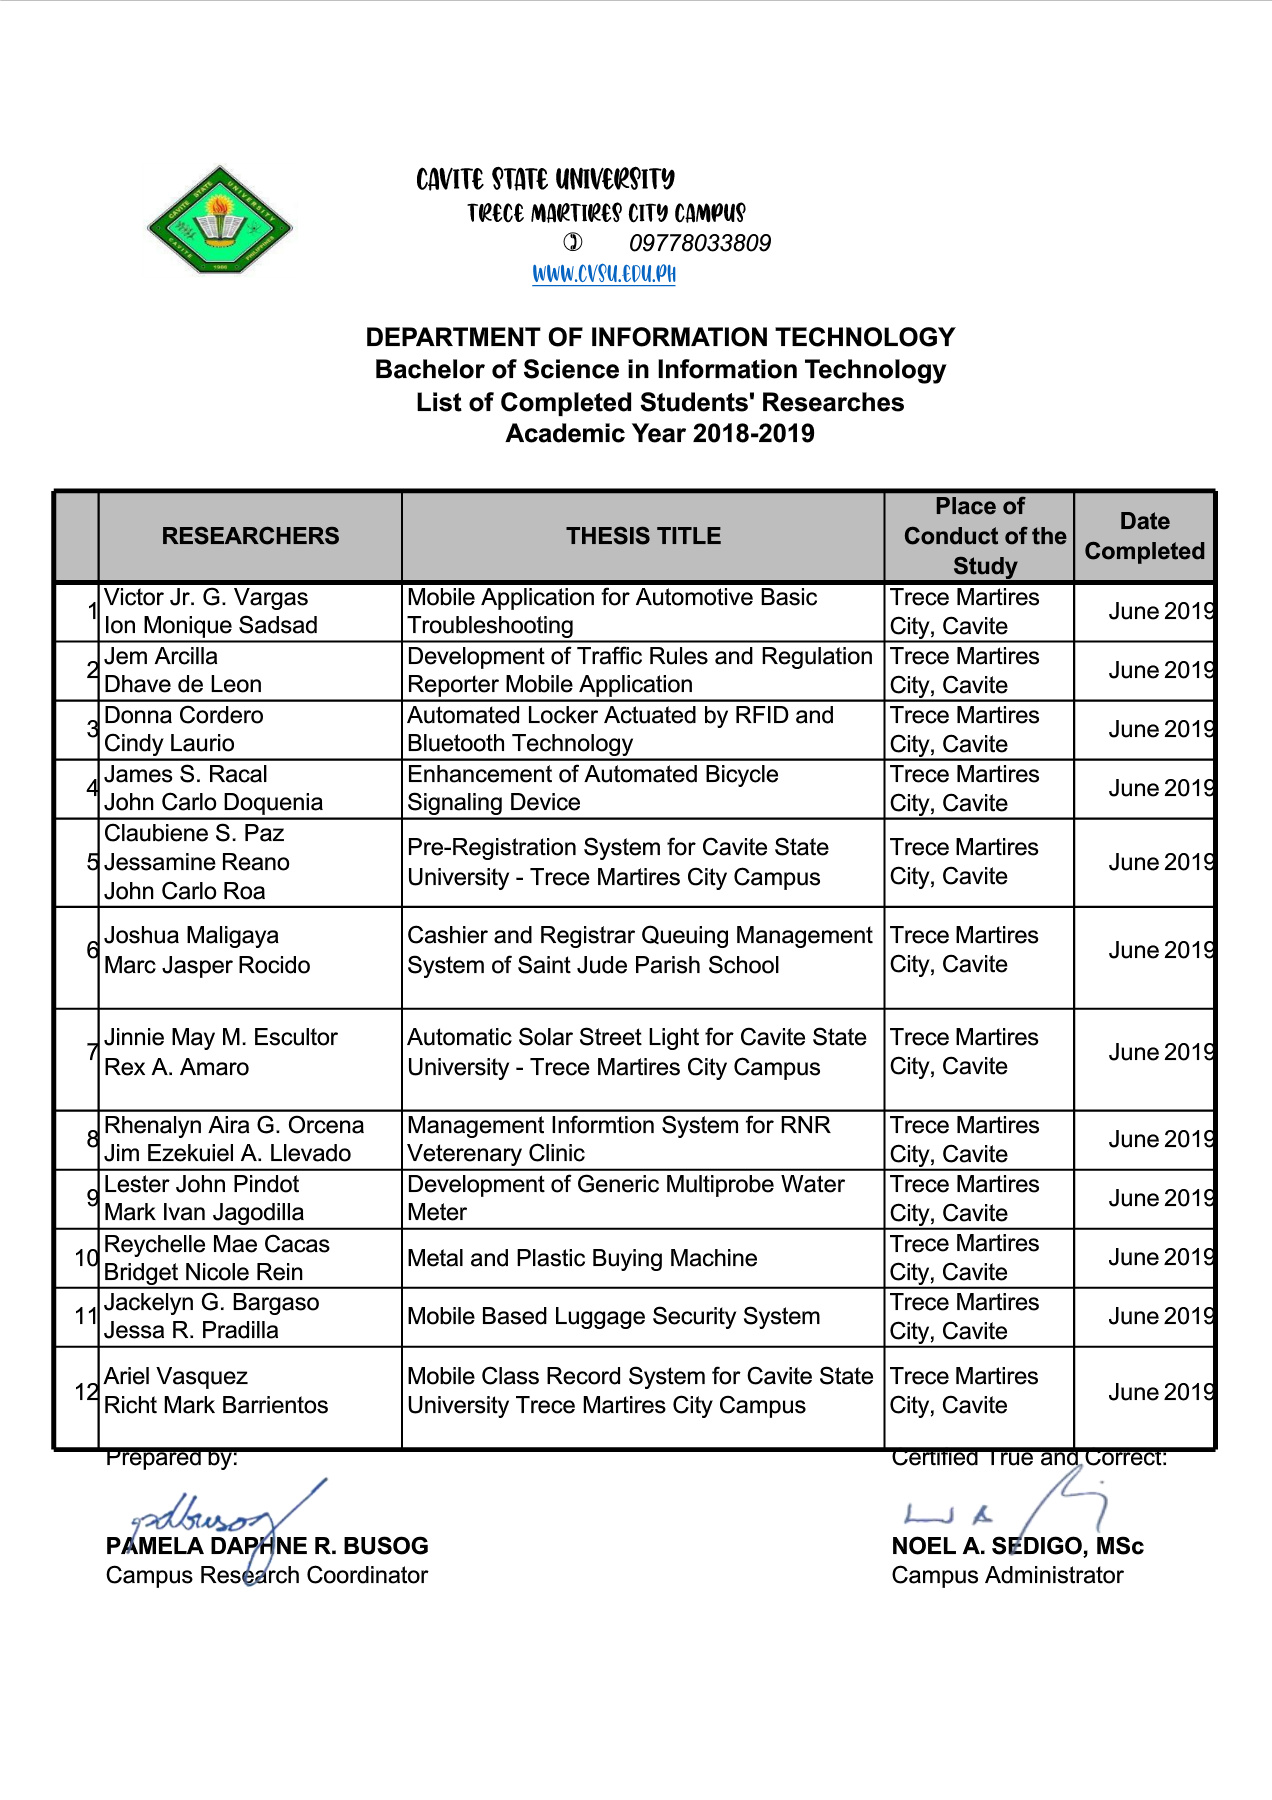 CAVITE STATE UNIVERSITY
TRECE MARTIRES CITY CAMPUS
✆ 09778033809
WWW.CVSU.EDU.PH
DEPARTMENT OF INFORMATION TECHNOLOGY
Bachelor of Science in Information Technology
List of Completed Students' Researches
Academic Year 2018-2019
RESEARCHERS
THESIS TITLE
Place of
Conduct of the
Study
Date
Completed
1
Victor Jr. G. Vargas
Ion Monique Sadsad
Mobile Application for Automotive Basic
Troubleshooting
Trece Martires
City, Cavite
June 2019
2
Jem Arcilla
Dhave de Leon
Development of Traffic Rules and Regulation
Reporter Mobile Application
Trece Martires
City, Cavite
June 2019
3
Donna Cordero
Cindy Laurio
Automated Locker Actuated by RFID and
Bluetooth Technology
Trece Martires
City, Cavite
June 2019
4
James S. Racal
John Carlo Doquenia
Enhancement of Automated Bicycle
Signaling Device
Trece Martires
City, Cavite
June 2019
5
Claubiene S. Paz
Jessamine Reano
John Carlo Roa
Pre-Registration System for Cavite State
University - Trece Martires City Campus
Trece Martires
City, Cavite
June 2019
6
Joshua Maligaya
Marc Jasper Rocido
Cashier and Registrar Queuing Management
System of Saint Jude Parish School
Trece Martires
City, Cavite
June 2019
7
Jinnie May M. Escultor
Rex A. Amaro
Automatic Solar Street Light for Cavite State
University - Trece Martires City Campus
Trece Martires
City, Cavite
June 2019
8
Rhenalyn Aira G. Orcena
Jim Ezekuiel A. Llevado
Management Informtion System for RNR
Veterenary Clinic
Trece Martires
City, Cavite
June 2019
9
Lester John Pindot
Mark Ivan Jagodilla
Development of Generic Multiprobe Water
Meter
Trece Martires
City, Cavite
June 2019
10
Reychelle Mae Cacas
Bridget Nicole Rein
Metal and Plastic Buying Machine
Trece Martires
City, Cavite
June 2019
11
Jackelyn G. Bargaso
Jessa R. Pradilla
Mobile Based Luggage Security System
Trece Martires
City, Cavite
June 2019
12
Ariel Vasquez
Richt Mark Barrientos
Mobile Class Record System for Cavite State
University Trece Martires City Campus
Trece Martires
City, Cavite
June 2019
Prepared by:
pdbusog
PAMELA DAPHNE R. BUSOG
Campus Research Coordinator
Certified True and Correct:
NOEL A. SEDIGO, MSc
Campus Administrator